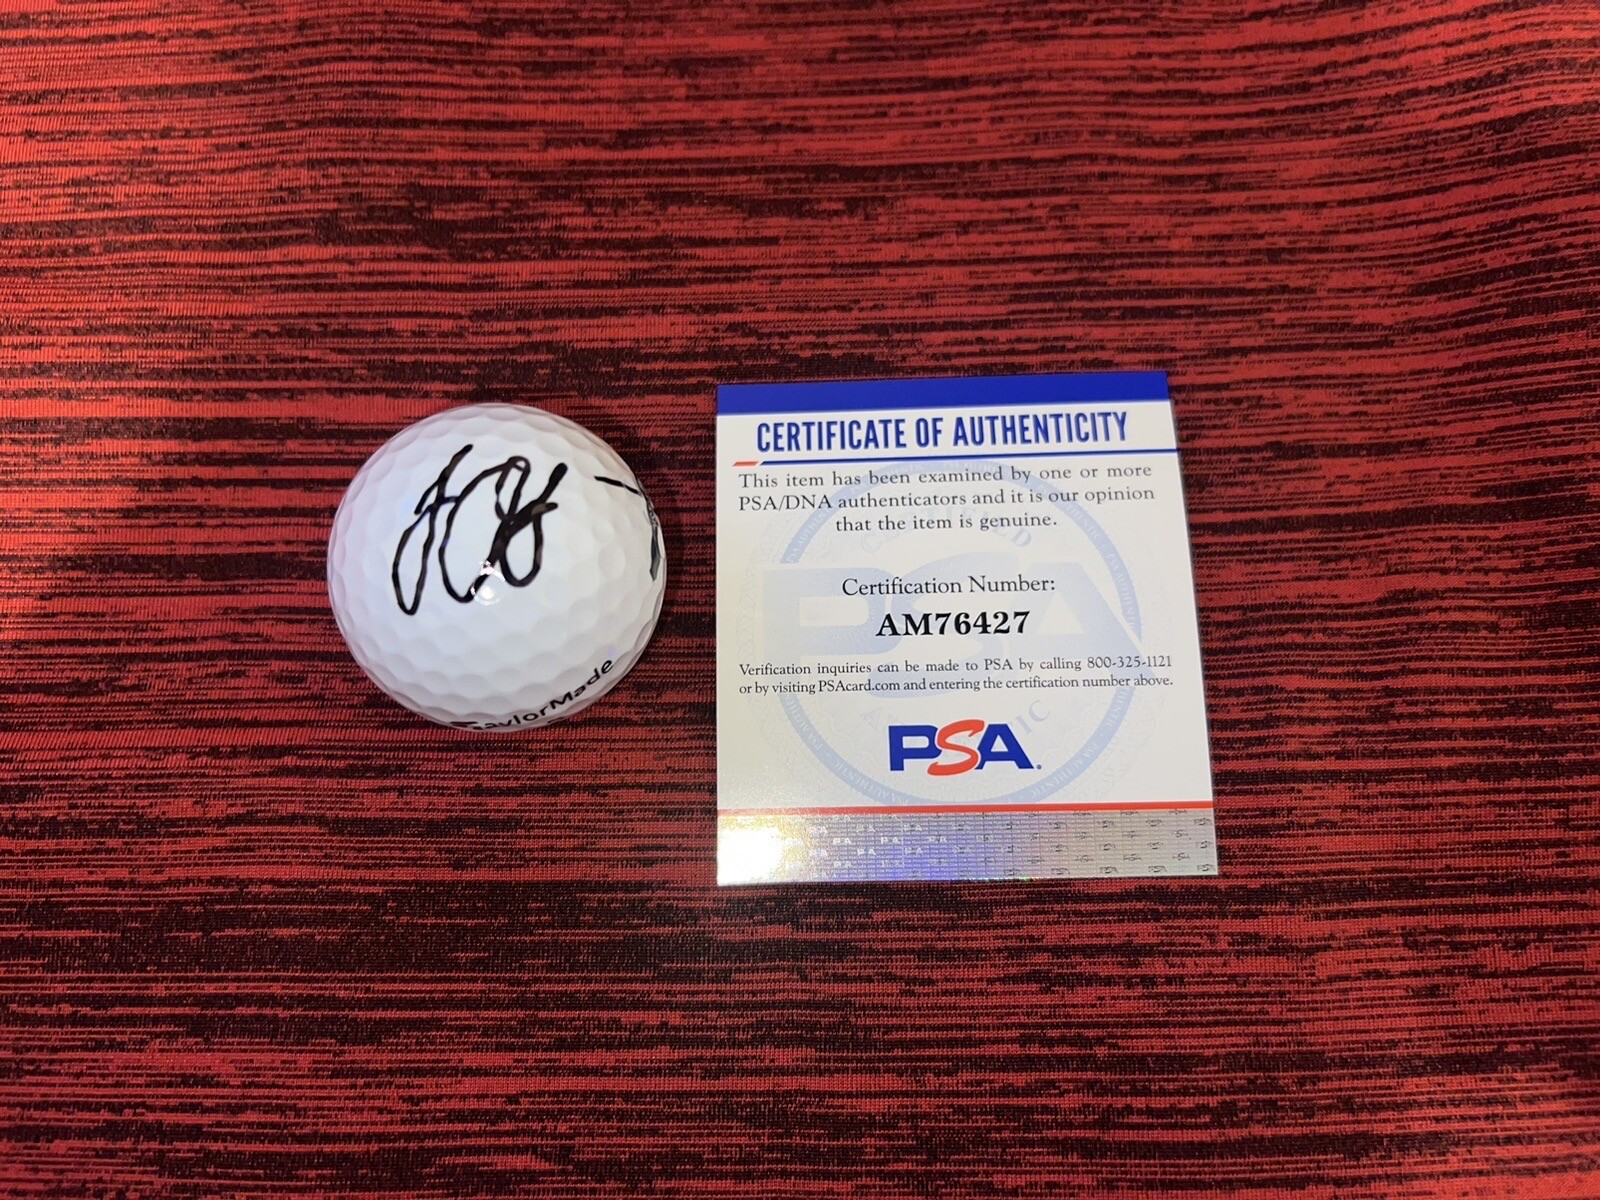 TaylorMade
CERTIFICATE OF AUTHENTICITY
This item has been examined by one or more
PSA/DNA authenticators and it is our opinion
that the item is genuine.
Certification Number:
AM76427
Verification inquiries can be made to PSA by calling 800-325-1121
or by visiting PSAcard.com and entering the certification number above.
PSA